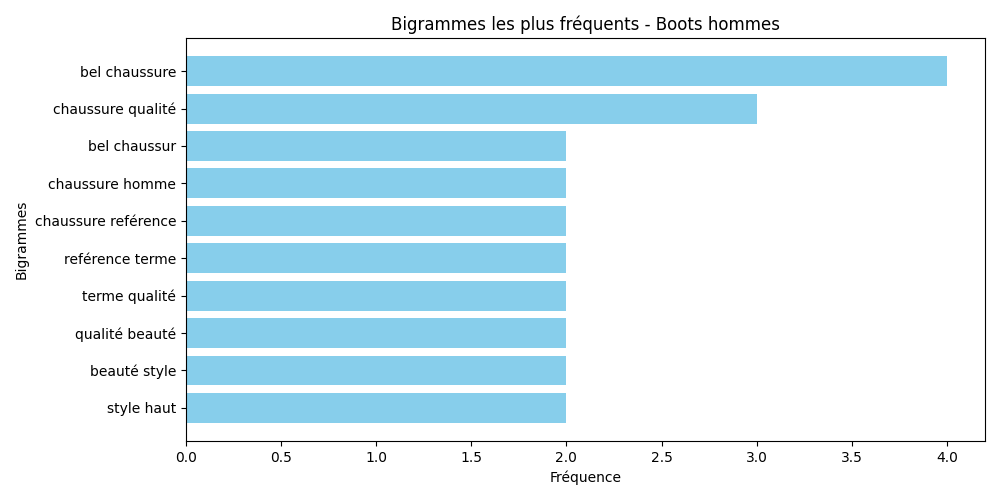 Bigrammes les plus fréquents - Boots hommes
bel chaussure
chaussure qualité
bel chaussur
chaussure homme
chaussure reférence
reférence terme
terme qualité
qualité beauté
beauté style
style haut
Bigrammes
0.0 0.5 1.0 1.5 2.0 2.5 3.0 3.5 4.0
Fréquence